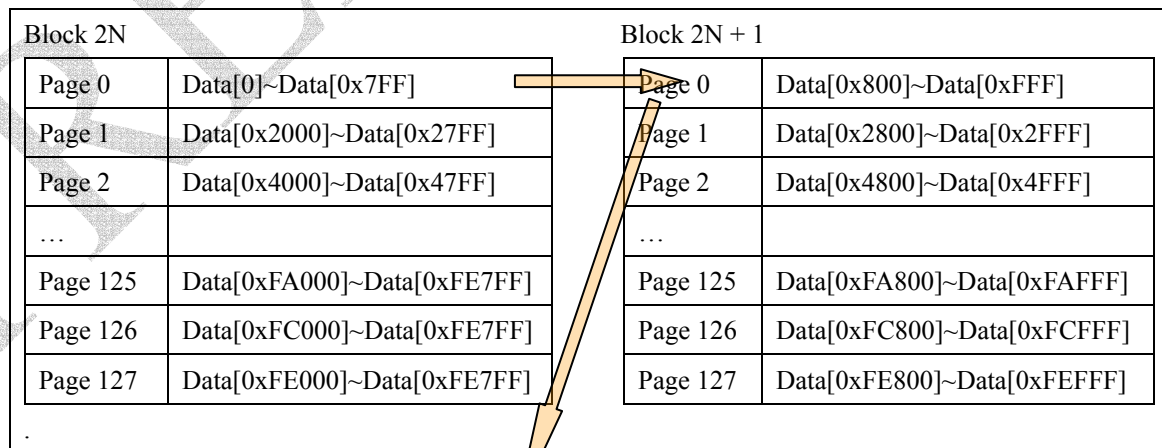 Block 2N Block 2N + 1
Page 0 Data[0]~Data[0x7FF] Page 0 Data[0x800]~Data[0xFFF]
Page 1 Data[0x2000]~Data[0x27FF] Page 1 Data[0x2800]~Data[0x2FFF]
Page 2 Data[0x4000]~Data[0x47FF] Page 2 Data[0x4800]~Data[0x4FFF]
… …
Page 125 Data[0xFA000]~Data[0xFE7FF] Page 125 Data[0xFA800]~Data[0xFAFFF]
Page 126 Data[0xFC000]~Data[0xFE7FF] Page 126 Data[0xFC800]~Data[0xFCFFF]
Page 127 Data[0xFE000]~Data[0xFE7FF] Page 127 Data[0xFE800]~Data[0xFEFFF]
.